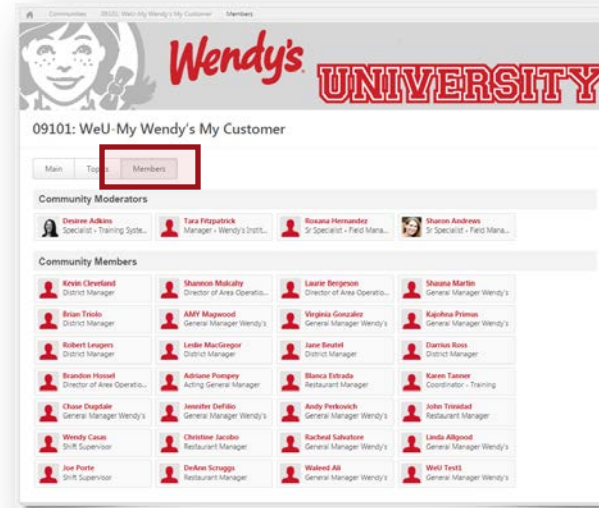 Communities 09101: WeU-My Wendy's My Customer Members
Wendy's UNIVERSITY
09101: WeU-My Wendy's My Customer
Main Topics Members
Community Moderators
Desiree Adkins Tara Fitzpatrick Roxana Hernandez Sharon Andrews
Specialist - Training Syste... Manager - Wendy's Instit... Sr Specialist - Field Mana... Sr Specialist - Field Mana...
Community Members
Kevin Cleveland Shannon Mulcahy Laurie Bergeson Shauna Martin
District Manager Director of Area Operatio... Director of Area Operatio... General Manager Wendy's
Brian Triolo AMY Magwood Virginia Gonzalez Kajohna Primus
District Manager General Manager Wendy's General Manager Wendy's General Manager Wendy's
Robert Leugers Leslie MacGregor Jane Beutel Darrius Ross
District Manager District Manager District Manager District Manager
Brandon Hossel Adriane Pompey Blanca Estrada Karen Tanner
Director of Area Operatio... Acting General Manager Restaurant Manager Coordinator - Training
Chase Dugdale Jennifer DeFilio Andy Perkovich John Trinidad
General Manager Wendy's General Manager Wendy's General Manager Wendy's Restaurant Manager
Wendy Casas Christine Jacobo Racheal Salvatore Linda Allgood
Shift Supervisor Restaurant Manager General Manager Wendy's General Manager Wendy's
Joe Porte DeAnn Scruggs Waleed Ali WeU Test1
Shift Supervisor Restaurant Manager General Manager Wendy's General Manager Wendy's